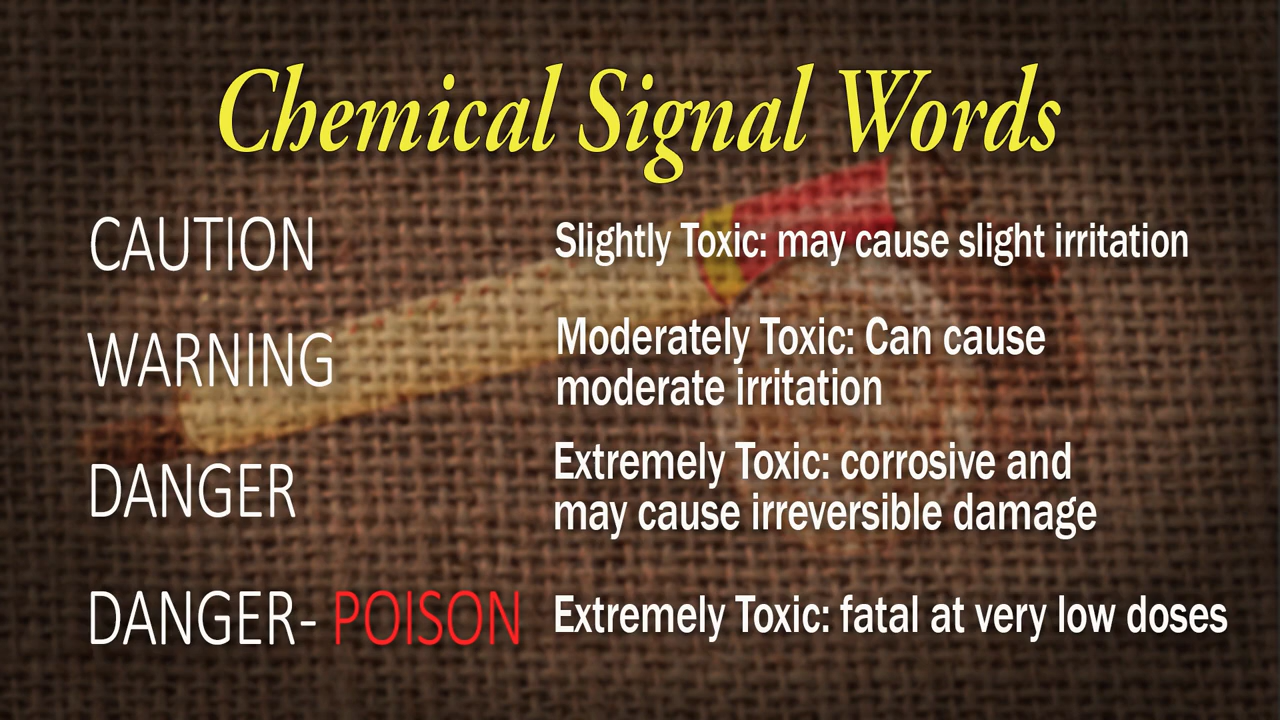 Chemical Signal Words
CAUTION
Slightly Toxic: may cause slight irritation
WARNING
Moderately Toxic: Can cause
moderate irritation
DANGER
Extremely Toxic: corrosive and
may cause irreversible damage
DANGER- POISON
Extremely Toxic: fatal at very low doses